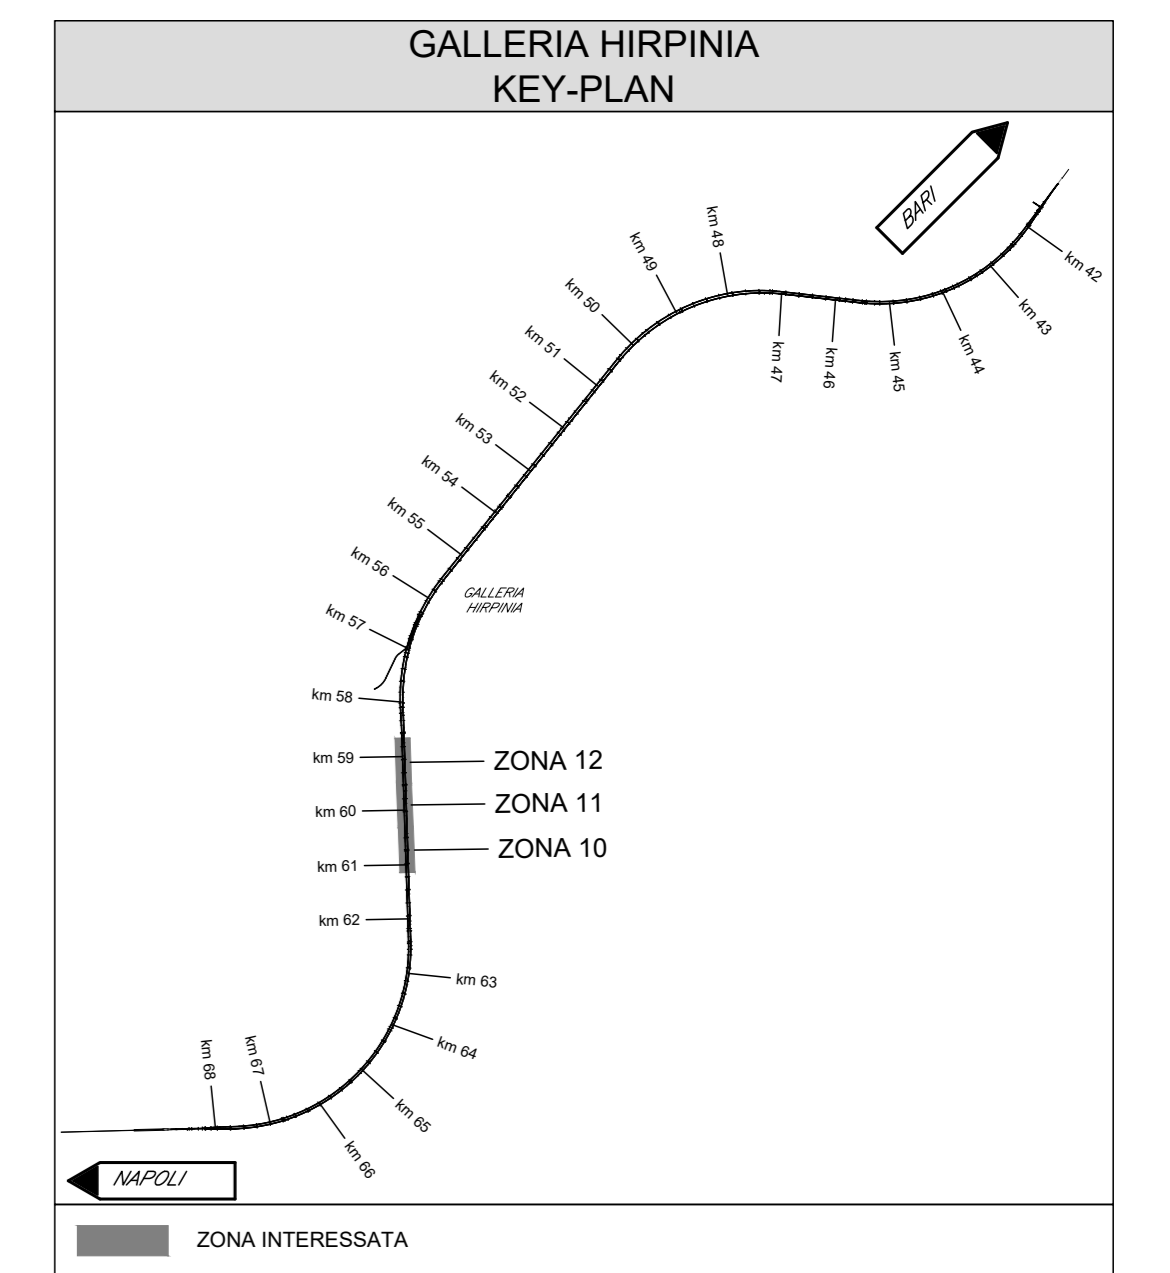 GALLERIA HIRPINIA
KEY-PLAN
BARI
km 42
km 43
km 44
km 45
km 46
km 47
km 48
km 49
km 50
km 51
km 52
km 53
km 54
km 55
km 56
GALLERIA
HIRPINIA
km 57
km 58
km 59
ZONA 12
km 60
ZONA 11
km 61
ZONA 10
km 62
km 63
km 64
km 65
km 66
km 67
km 68
NAPOLI
ZONA INTERESSATA